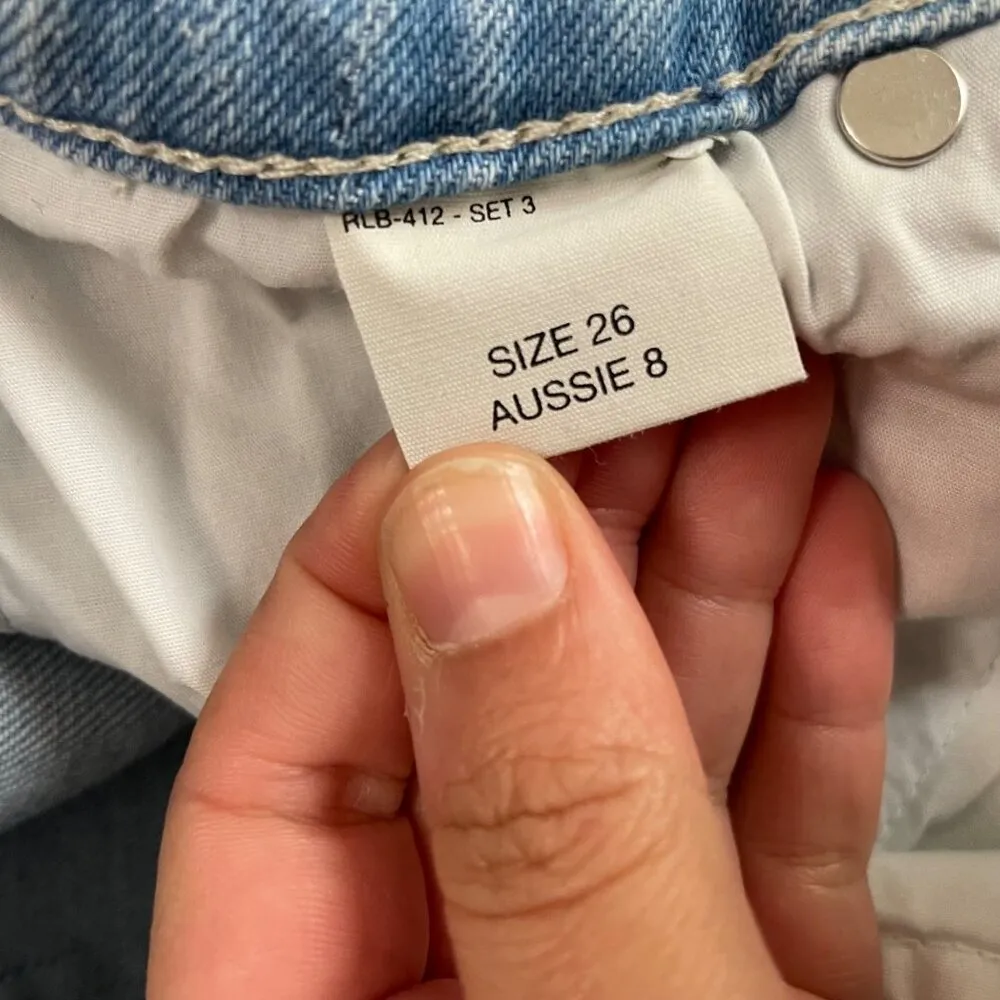 RLB-412 - SET 3
SIZE 26
AUSSIE 8